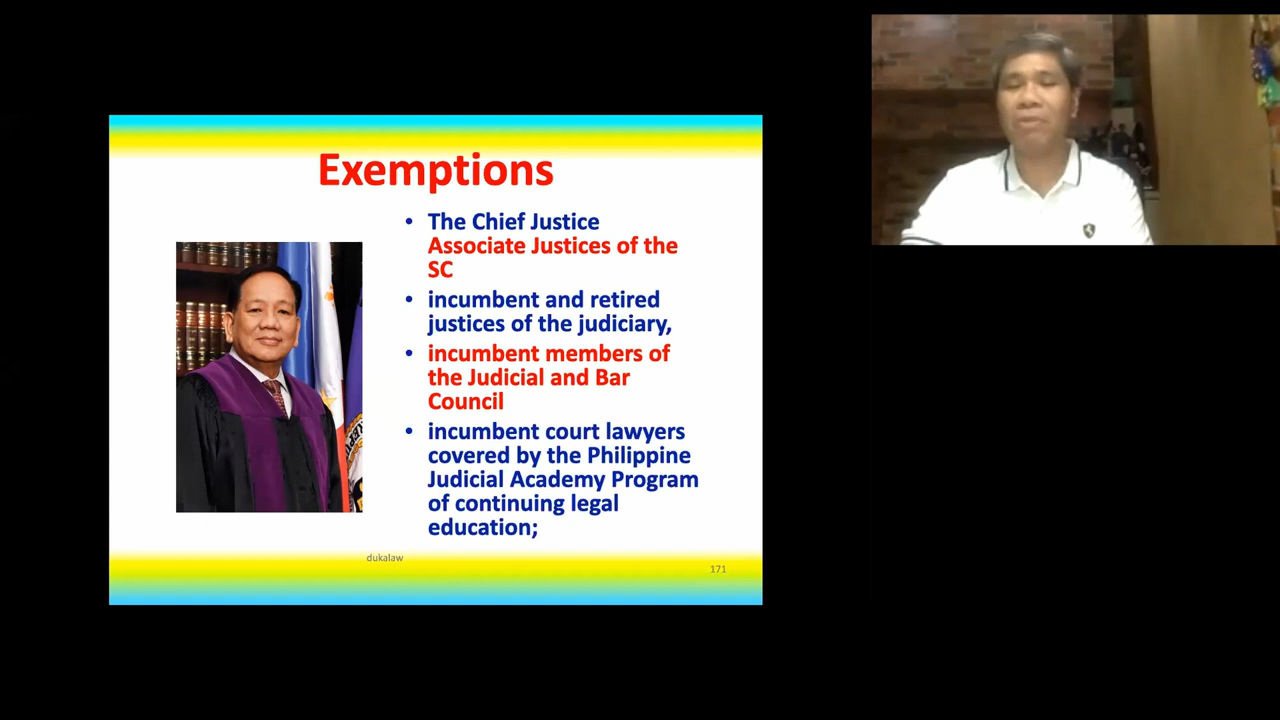 Exemptions
• The Chief Justice
Associate Justices of the
SC
• incumbent and retired
justices of the judiciary,
• incumbent members of
the Judicial and Bar
Council
• incumbent court lawyers
covered by the Philippine
Judicial Academy Program
of continuing legal
education;
dukalaw
171